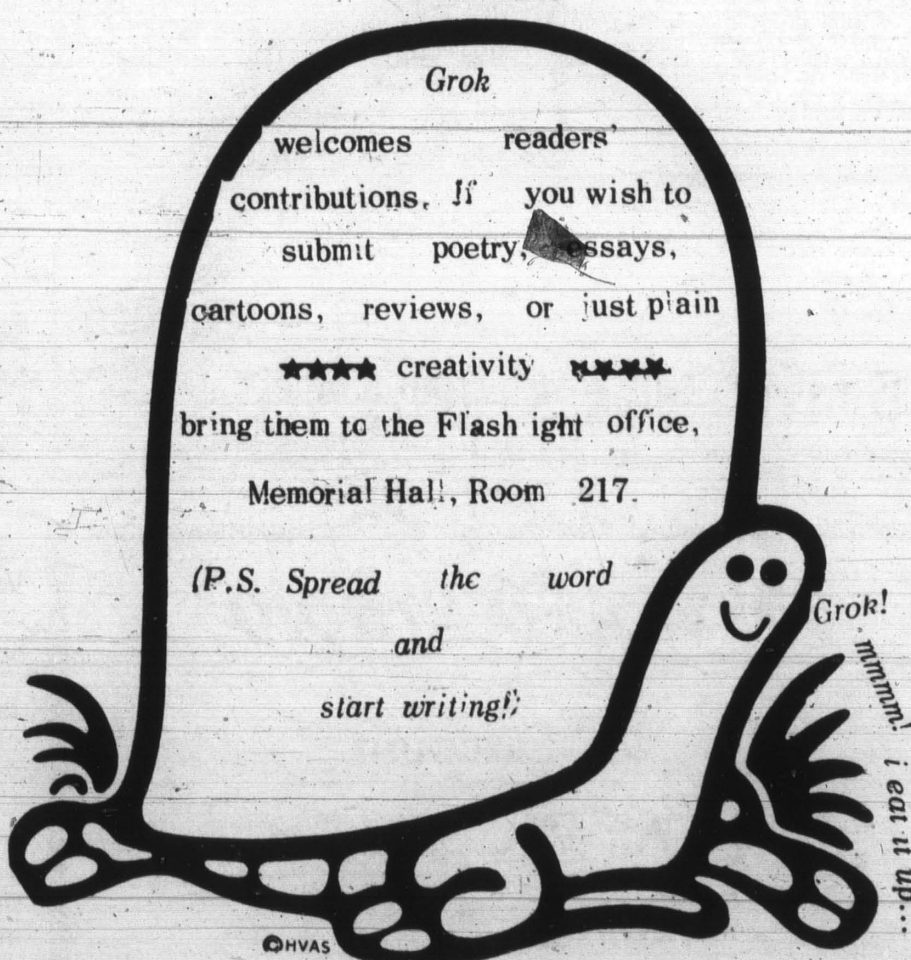 Grok
welcomes readers'
contributions. If you wish to
submit poetry, essays,
cartoons, reviews, or just plain
★★★★ creativity ★★★★
bring them to the Flash ight office,
Memorial Hall, Room 217.
(P.S. Spread the word
and
start writing!)
Grok!
mmmm!
i eat it up...
©HVAS